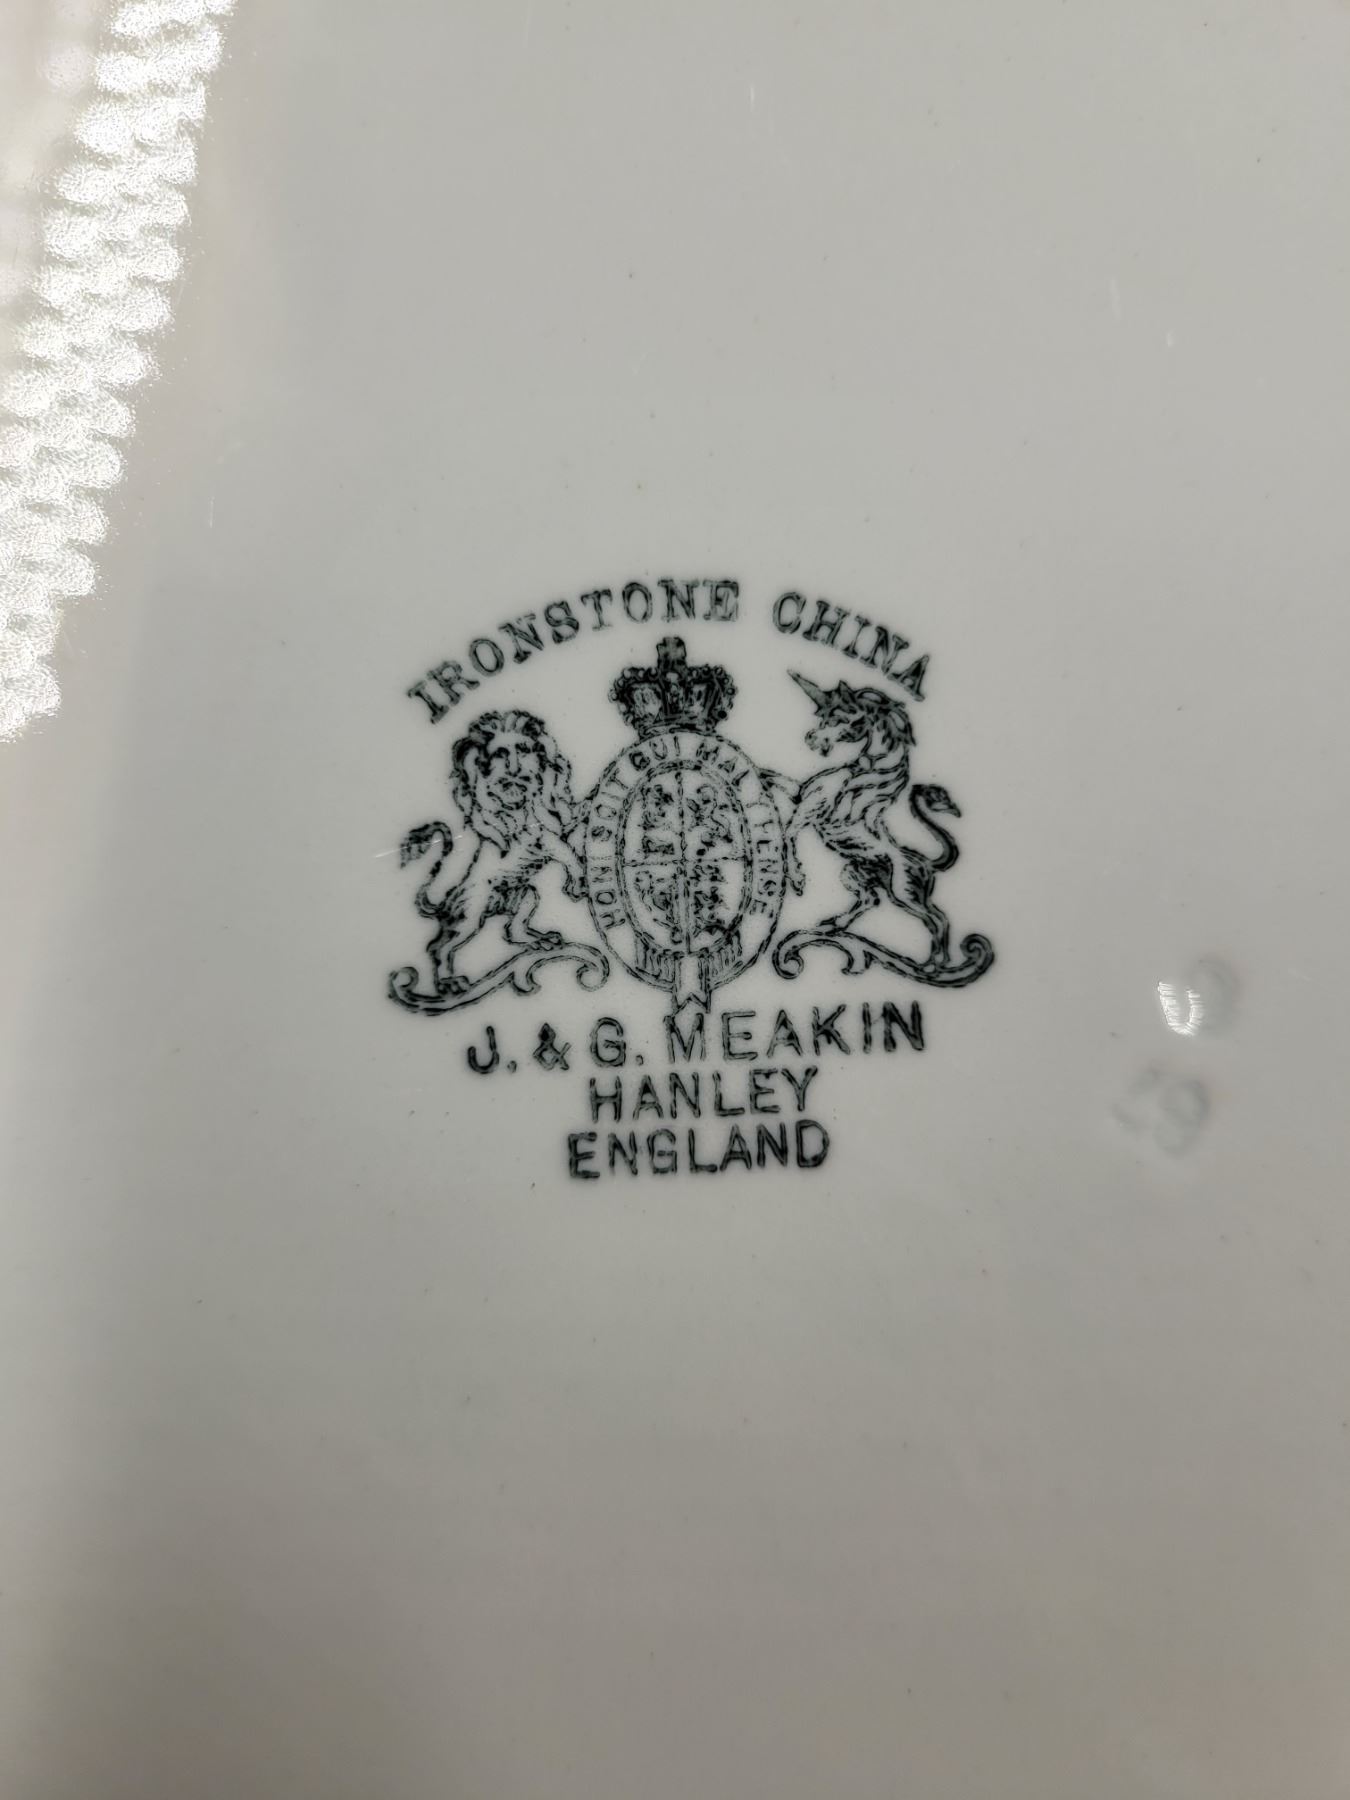 IRONSTONE CHINA
HONI SOIT QUI MAL Y PENSE
J. & G. MEAKIN
HANLEY
ENGLAND